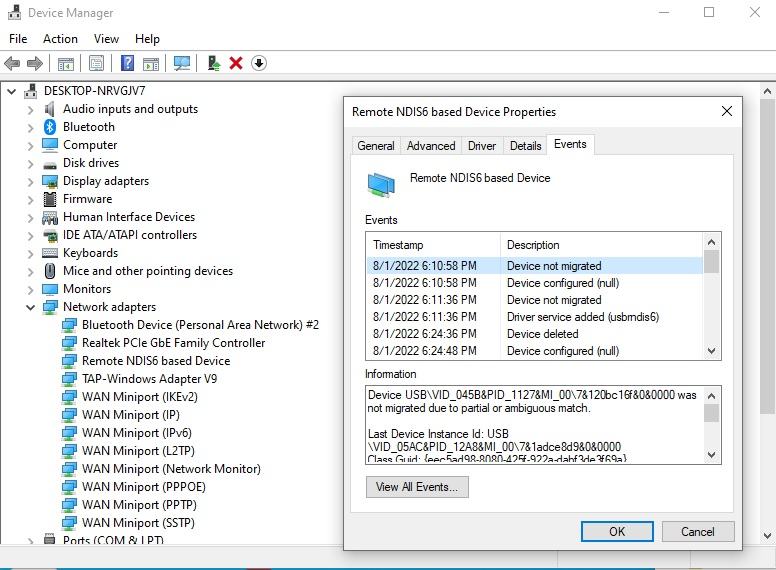 Device Manager
File Action View Help
DESKTOP-NRVGJV7
Audio inputs and outputs
Bluetooth
Computer
Disk drives
Display adapters
Firmware
Human Interface Devices
IDE ATA/ATAPI controllers
Keyboards
Mice and other pointing devices
Monitors
Network adapters
Bluetooth Device (Personal Area Network) #2
Realtek PCIe GbE Family Controller
Remote NDIS6 based Device
TAP-Windows Adapter V9
WAN Miniport (IKEv2)
WAN Miniport (IP)
WAN Miniport (IPv6)
WAN Miniport (L2TP)
WAN Miniport (Network Monitor)
WAN Miniport (PPPOE)
WAN Miniport (PPTP)
WAN Miniport (SSTP)
Ports (COM & LPT)
Remote NDIS6 based Device Properties
General Advanced Driver Details Events
Remote NDIS6 based Device
Events
Timestamp Description
8/1/2022 6:10:58 PM Device not migrated
8/1/2022 6:10:58 PM Device configured (null)
8/1/2022 6:11:36 PM Device not migrated
8/1/2022 6:11:36 PM Driver service added (usbrndis6)
8/1/2022 6:24:36 PM Device deleted
8/1/2022 6:24:48 PM Device configured (null)
Information
Device USB\VID_045B&PID_1127&MI_00\7&120bc16f&0&0000 was
not migrated due to partial or ambiguous match.
Last Device Instance Id: USB
\VID_05AC&PID_12A8&MI_00\7&1adce8d9&0&0000
Class Guid: {eec5ad98-8080-425f-922a-dabf3de3f69a}
View All Events...
OK Cancel